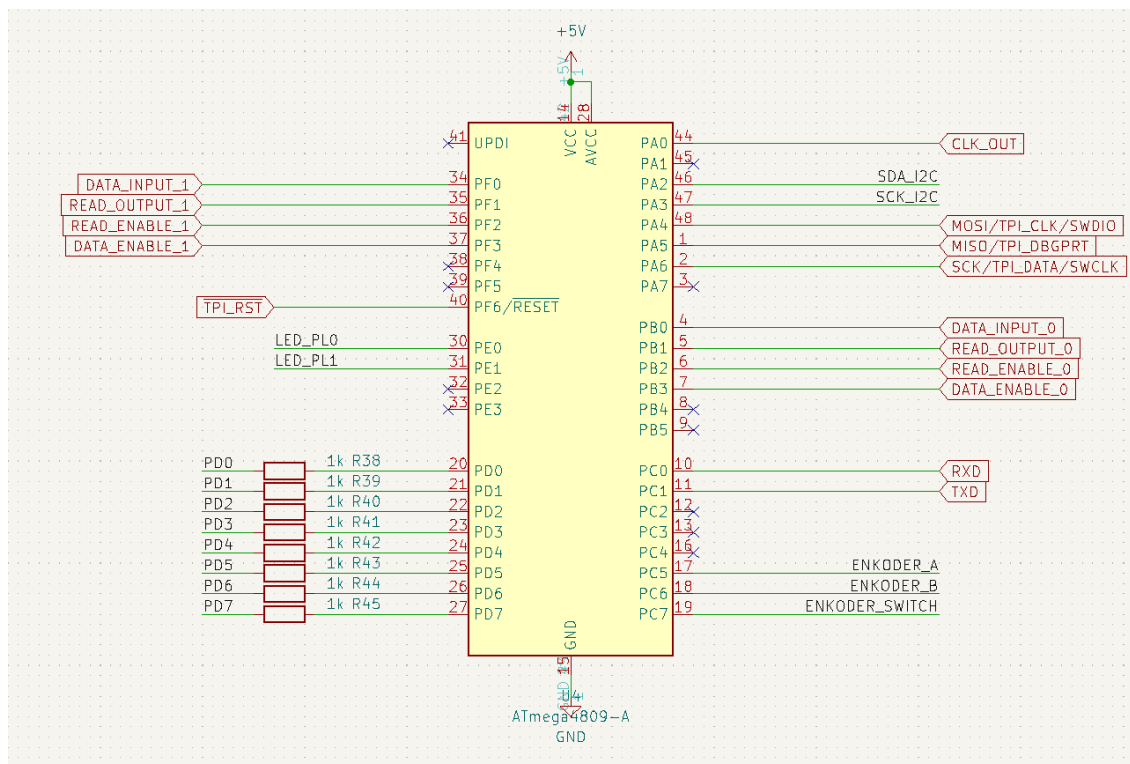 +5V
+5V
1
14
28
VCC
AVCC
41 UPDI
PA0 44 CLK_OUT
PA1 45
DATA_INPUT_1 34 PF0
PA2 46 SDA_I2C
READ_OUTPUT_1 35 PF1
PA3 47 SCK_I2C
READ_ENABLE_1 36 PF2
PA4 48 MOSI/TPI_CLK/SWDIO
DATA_ENABLE_1 37 PF3
PA5 1 MISO/TPI_DBGPRT
38 PF4
PA6 2 SCK/TPI_DATA/SWCLK
39 PF5
PA7 3
TPI_RST 40 PF6/RESET
PB0 4 DATA_INPUT_0
LED_PL0 30 PE0
PB1 5 READ_OUTPUT_0
LED_PL1 31 PE1
PB2 6 READ_ENABLE_0
32 PE2
PB3 7 DATA_ENABLE_0
33 PE3
PB4 8
PB5 9
PD0 1k R38 20 PD0
PC0 10 RXD
PD1 1k R39 21 PD1
PC1 11 TXD
PD2 1k R40 22 PD2
PC2 12
PD3 1k R41 23 PD3
PC3 13
PD4 1k R42 24 PD4
PC4 16
PD5 1k R43 25 PD5
PC5 17 ENKODER_A
PD6 1k R44 26 PD6
PC6 18 ENKODER_B
PD7 1k R45 27 PD7
PC7 19 ENKODER_SWITCH
GND
15
GND
ATmega4809-A
GND